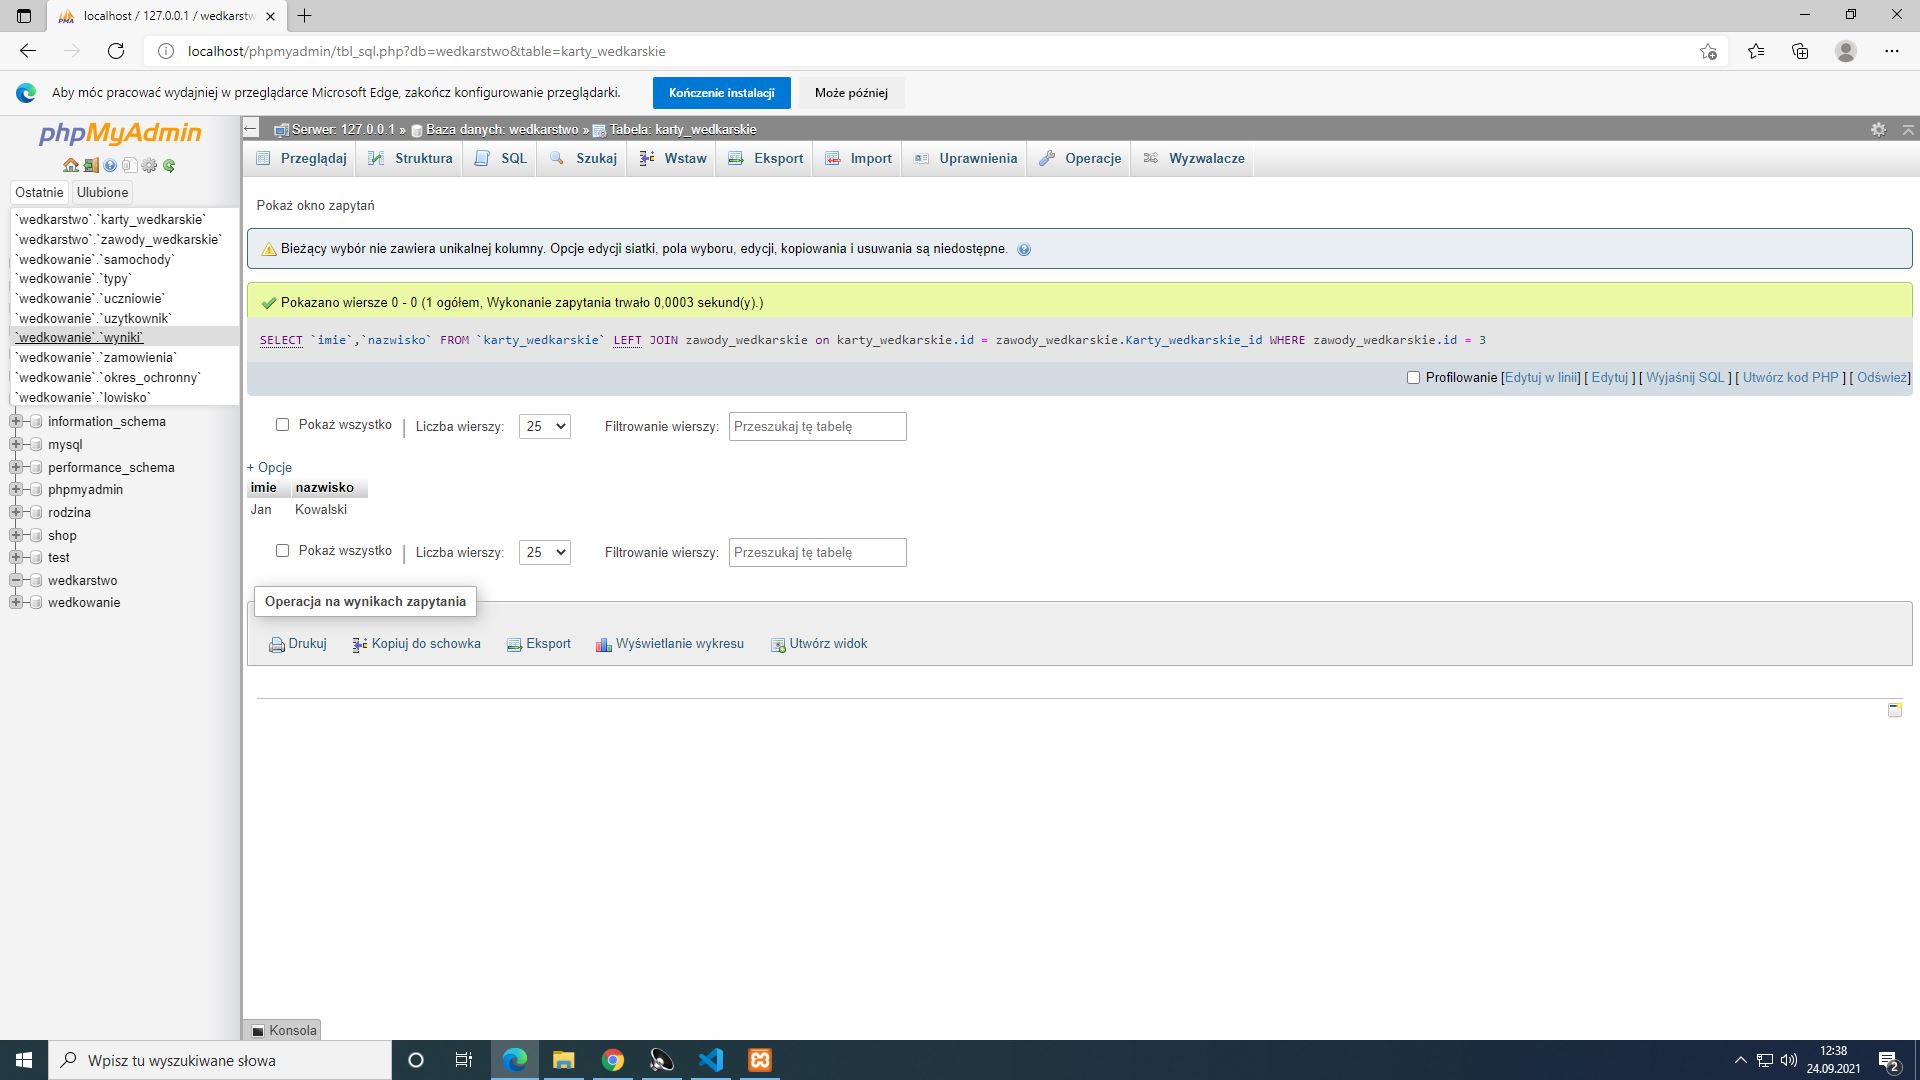 localhost / 127.0.0.1 / wedkarstw
localhost/phpmyadmin/tbl_sql.php?db=wedkarstwo&table=karty_wedkarskie
Aby móc pracować wydajniej w przeglądarce Microsoft Edge, zakończ konfigurowanie przeglądarki. Kończenie instalacji Może później
phpMyAdmin
Ostatnie Ulubione
`wedkarstwo`.`karty_wedkarskie`
`wedkarstwo`.`zawody_wedkarskie`
`wedkowanie`.`samochody`
`wedkowanie`.`typy`
`wedkowanie`.`uczniowie`
`wedkowanie`.`uzytkownik`
`wedkowanie`.`wyniki`
`wedkowanie`.`zamowienia`
`wedkowanie`.`okres_ochronny`
`wedkowanie`.`lowisko`
information_schema
mysql
performance_schema
phpmyadmin
rodzina
shop
test
wedkarstwo
wedkowanie
Serwer: 127.0.0.1 » Baza danych: wedkarstwo » Tabela: karty_wedkarskie
Przeglądaj Struktura SQL Szukaj Wstaw Eksport Import Uprawnienia Operacje Wyzwalacze
Pokaż okno zapytań
Bieżący wybór nie zawiera unikalnej kolumny. Opcje edycji siatki, pola wyboru, edycji, kopiowania i usuwania są niedostępne.
Pokazano wiersze 0 - 0 (1 ogółem, Wykonanie zapytania trwało 0,0003 sekund(y).)
SELECT `imie`,`nazwisko` FROM `karty_wedkarskie` LEFT JOIN zawody_wedkarskie on karty_wedkarskie.id = zawody_wedkarskie.Karty_wedkarskie_id WHERE zawody_wedkarskie.id = 3
Profilowanie [Edytuj w linii] [ Edytuj ] [ Wyjaśnij SQL ] [ Utwórz kod PHP ] [ Odśwież]
Pokaż wszystko | Liczba wierszy: 25 Filtrowanie wierszy: Przeszukaj tę tabelę
+ Opcje
imie nazwisko
Jan Kowalski
Pokaż wszystko | Liczba wierszy: 25 Filtrowanie wierszy: Przeszukaj tę tabelę
Operacja na wynikach zapytania
Drukuj Kopiuj do schowka Eksport Wyświetlanie wykresu Utwórz widok
Konsola
Wpisz tu wyszukiwane słowa
12:38
24.09.2021
2